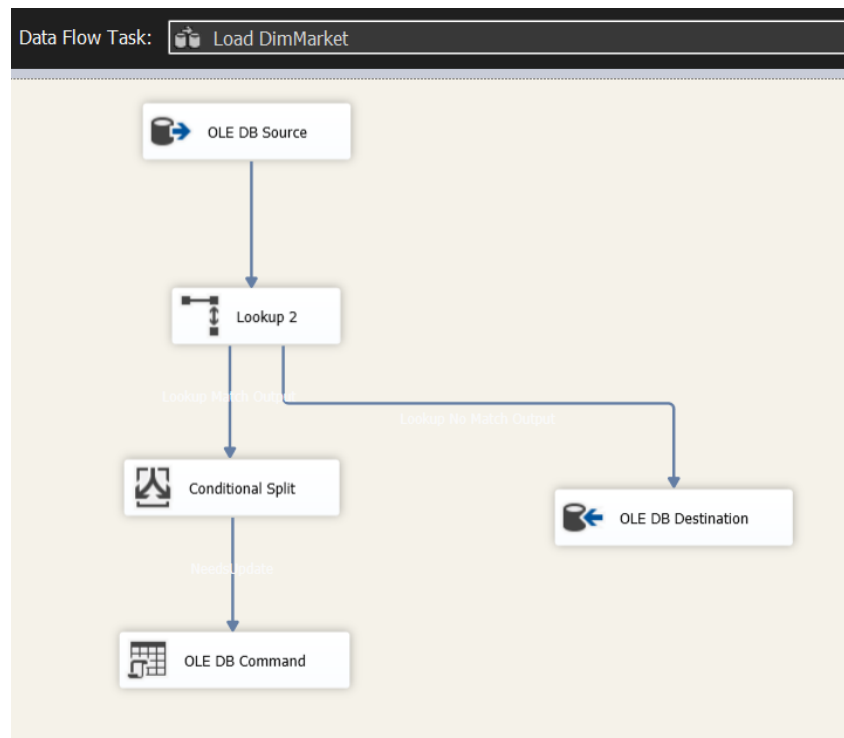 Data Flow Task: Load DimMarket
OLE DB Source
Lookup 2
Lookup Match Output
Lookup No Match Output
Conditional Split
OLE DB Destination
NeedsUpdate
OLE DB Command